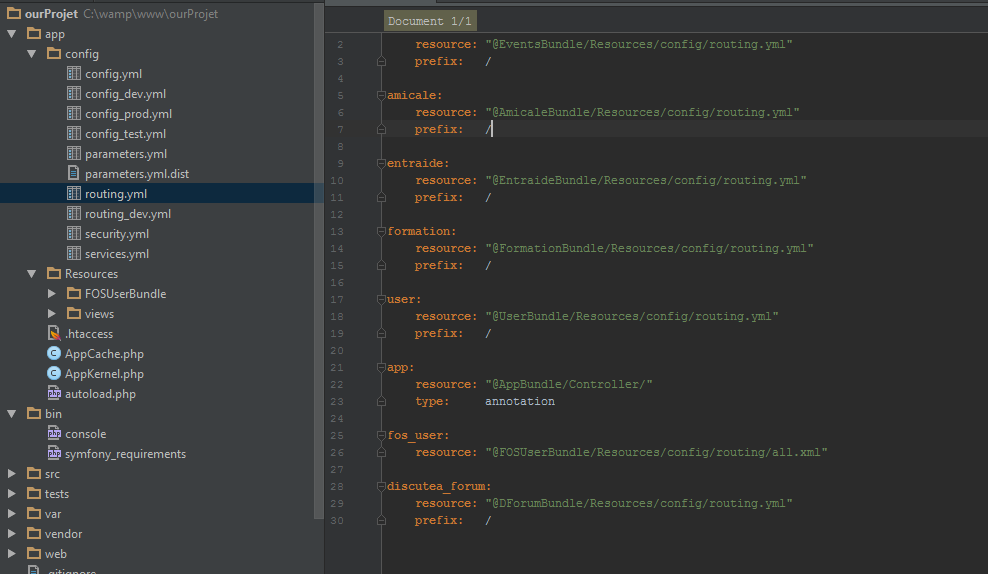 ourProjet C:\wamp\www\ourProjet
app
config
config.yml
config_dev.yml
config_prod.yml
config_test.yml
parameters.yml
parameters.yml.dist
routing.yml
routing_dev.yml
security.yml
services.yml
Resources
FOSUserBundle
views
.htaccess
AppCache.php
AppKernel.php
autoload.php
bin
console
symfony_requirements
src
tests
var
vendor
web
.gitignore
Document 1/1
2 resource: "@EventsBundle/Resources/config/routing.yml"
3 prefix: /
4
5 amicale:
6 resource: "@AmicaleBundle/Resources/config/routing.yml"
7 prefix: /
8
9 entraide:
10 resource: "@EntraideBundle/Resources/config/routing.yml"
11 prefix: /
12
13 formation:
14 resource: "@FormationBundle/Resources/config/routing.yml"
15 prefix: /
16
17 user:
18 resource: "@UserBundle/Resources/config/routing.yml"
19 prefix: /
20
21 app:
22 resource: "@AppBundle/Controller/"
23 type: annotation
24
25 fos_user:
26 resource: "@FOSUserBundle/Resources/config/routing/all.xml"
27
28 discutea_forum:
29 resource: "@DForumBundle/Resources/config/routing.yml"
30 prefix: /